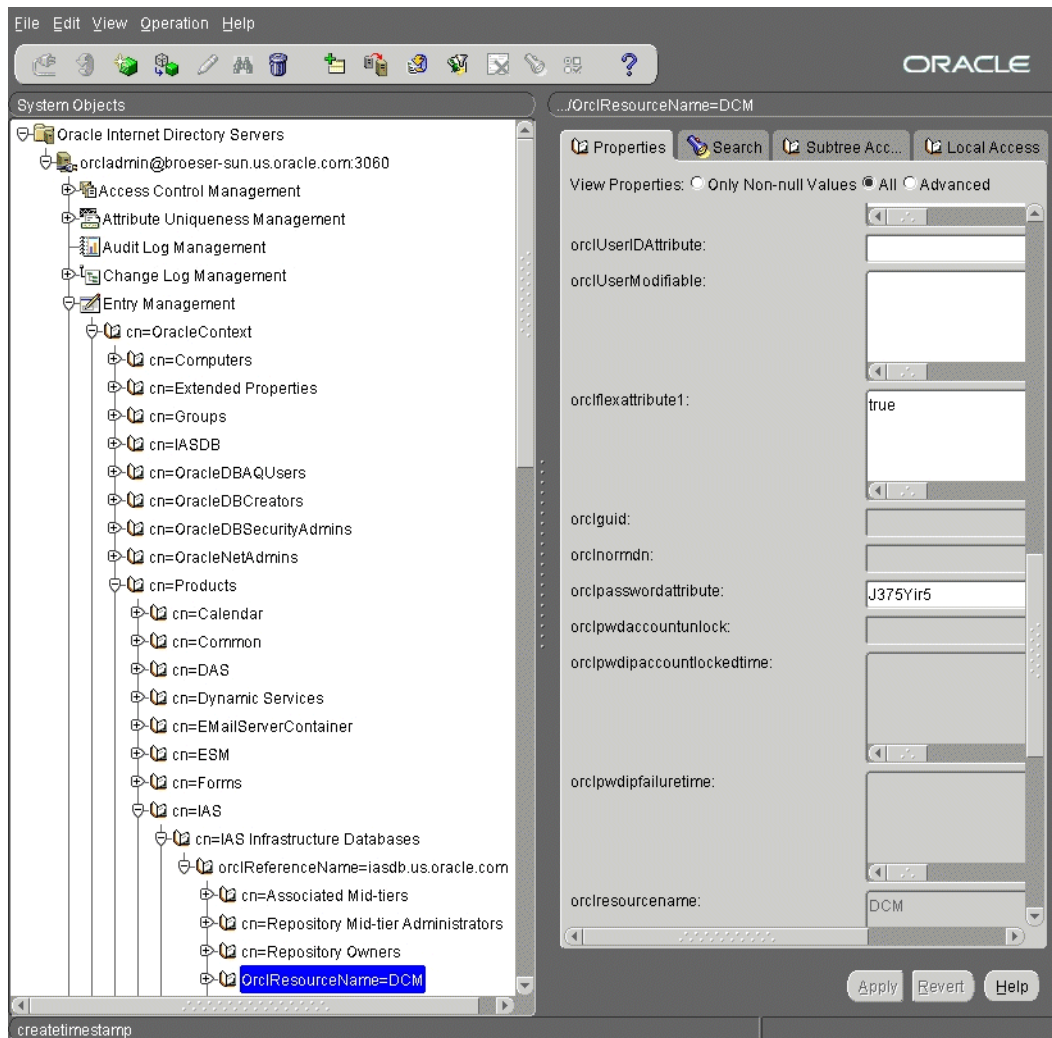 File Edit View Operation Help
ORACLE
System Objects
Oracle Internet Directory Servers
orcladmin@broeser-sun.us.oracle.com:3060
Access Control Management
Attribute Uniqueness Management
Audit Log Management
Change Log Management
Entry Management
cn=OracleContext
cn=Computers
cn=Extended Properties
cn=Groups
cn=IASDB
cn=OracleDBAQUsers
cn=OracleDBCreators
cn=OracleDBSecurityAdmins
cn=OracleNetAdmins
cn=Products
cn=Calendar
cn=Common
cn=DAS
cn=Dynamic Services
cn=EMailServerContainer
cn=ESM
cn=Forms
cn=IAS
cn=IAS Infrastructure Databases
orclReferenceName=iasdb.us.oracle.com
cn=Associated Mid-tiers
cn=Repository Mid-tier Administrators
cn=Repository Owners
OrclResourceName=DCM
createtimestamp
.../OrclResourceName=DCM
Properties Search Subtree Acc... Local Access
View Properties: Only Non-null Values All Advanced
orclUserIDAttribute:
orclUserModifiable:
orclflexattribute1: true
orclguid:
orclnormdn:
orclpasswordattribute: J375Yir5
orclpwdaccountunlock:
orclpwdipaccountlockedtime:
orclpwdipfailuretime:
orclresourcename: DCM
Apply Revert Help